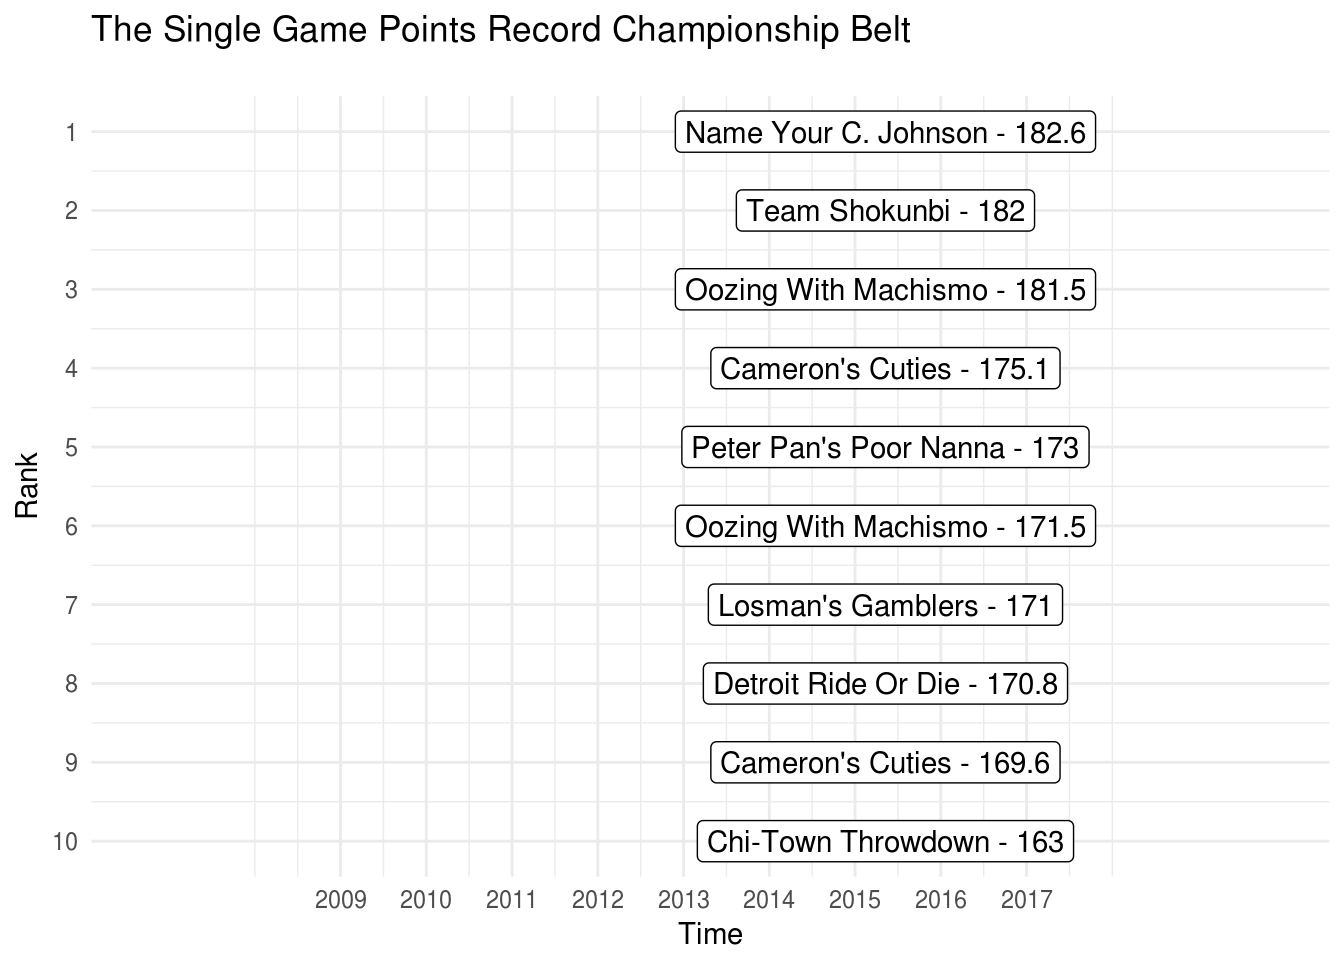 The Single Game Points Record Championship Belt
1
Name Your C. Johnson - 182.6
2
Team Shokunbi - 182
3
Oozing With Machismo - 181.5
4
Cameron's Cuties - 175.1
5
Peter Pan's Poor Nanna - 173
6
Oozing With Machismo - 171.5
7
Losman's Gamblers - 171
8
Detroit Ride Or Die - 170.8
9
Cameron's Cuties - 169.6
10
Chi-Town Throwdown - 163
Rank
2009 2010 2011 2012 2013 2014 2015 2016 2017
Time